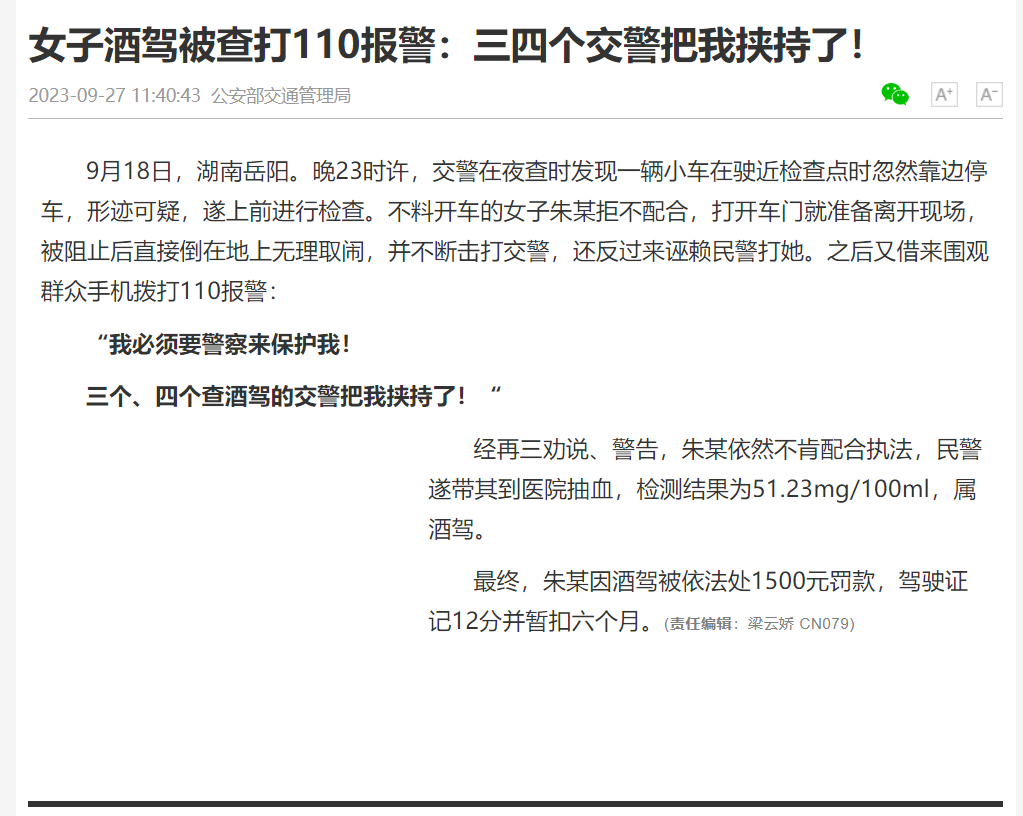 女子酒驾被查打110报警：三四个交警把我挟持了！
2023-09-27 11:40:43 公安部交通管理局
A+ A-
9月18日，湖南岳阳。晚23时许，交警在夜查时发现一辆小车在驶近检查点时忽然靠边停
车，形迹可疑，遂上前进行检查。不料开车的女子朱某拒不配合，打开车门就准备离开现场，
被阻止后直接倒在地上无理取闹，并不断击打交警，还反过来诬赖民警打她。之后又借来围观
群众手机拨打110报警：
“我必须要警察来保护我！
三个、四个查酒驾的交警把我挟持了！“
经再三劝说、警告，朱某依然不肯配合执法，民警
遂带其到医院抽血，检测结果为51.23mg/100ml，属
酒驾。
最终，朱某因酒驾被依法处1500元罚款，驾驶证
记12分并暂扣六个月。(责任编辑：梁云娇 CN079)